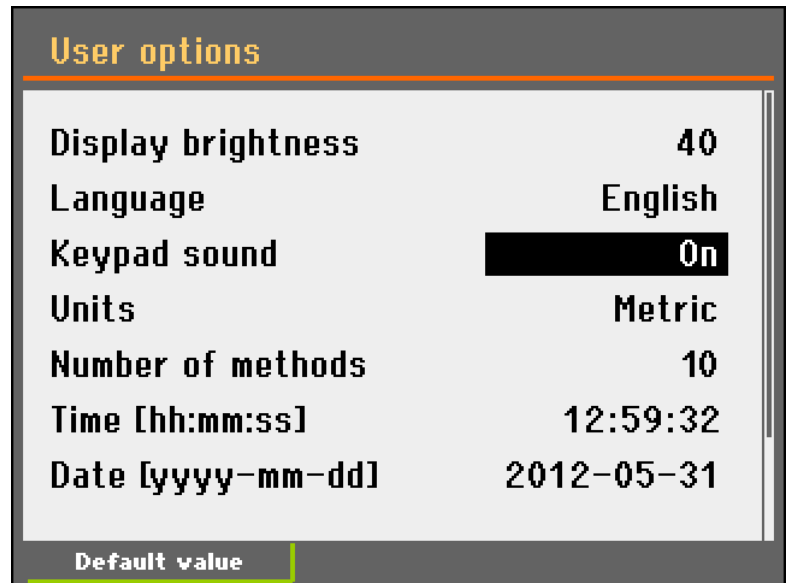 User options
Display brightness 40
Language English
Keypad sound On
Units Metric
Number of methods 10
Time [hh:mm:ss] 12:59:32
Date [yyyy-mm-dd] 2012-05-31
Default value